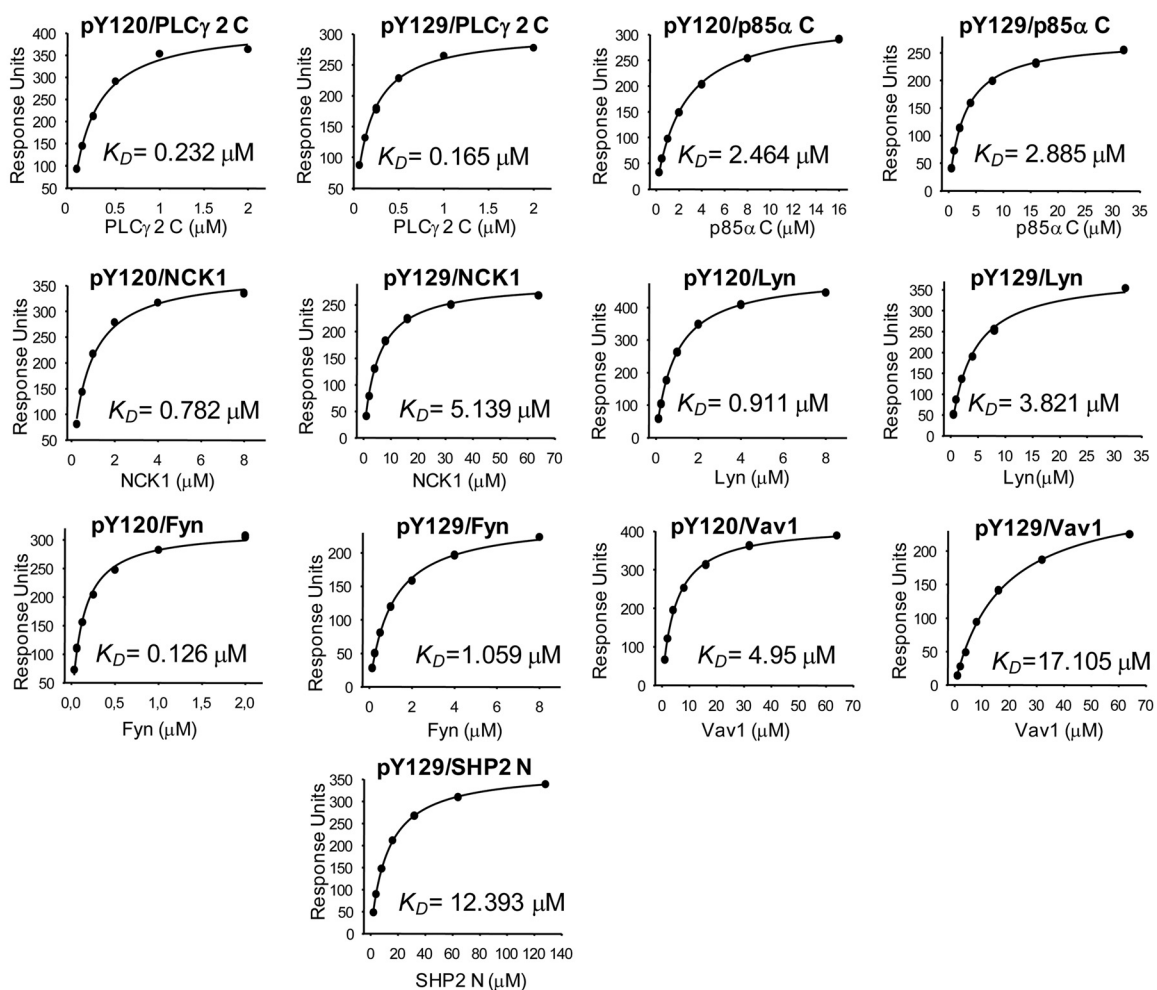 pY120/PLCγ 2 C
Response Units
400
350
300
250
200
150
100
50
K_D= 0.232 μM
0 0.5 1 1.5 2
PLCγ 2 C (μM)
pY129/PLCγ 2 C
Response Units
300
250
200
150
100
50
K_D= 0.165 μM
0 0.5 1 1.5 2
PLCγ 2 C (μM)
pY120/p85α C
Response Units
300
250
200
150
100
50
0
K_D= 2.464 μM
0 2 4 6 8 10 12 14 16
p85α C (μM)
pY129/p85α C
Response Units
250
200
150
100
50
0
K_D= 2.885 μM
0 5 10 15 20 25 30 35
p85α C (μM)
pY120/NCK1
Response Units
350
300
250
200
150
100
50
K_D= 0.782 μM
0 2 4 6 8
NCK1 (μM)
pY129/NCK1
Response Units
250
200
150
100
50
0
K_D= 5.139 μM
0 10 20 30 40 50 60 70
NCK1 (μM)
pY120/Lyn
Response Units
400
300
200
100
0
K_D= 0.911 μM
0 2 4 6 8
Lyn (μM)
pY129/Lyn
Response Units
350
300
250
200
150
100
50
0
K_D= 3.821 μM
0 5 10 15 20 25 30 35
Lyn(μM)
pY120/Fyn
Response Units
300
250
200
150
100
50
K_D= 0.126 μM
0,0 0,5 1,0 1,5 2,0
Fyn (μM)
pY129/Fyn
Response Units
200
150
100
50
0
K_D=1.059 μM
0 2 4 6 8
Fyn (μM)
pY120/Vav1
Response Units
400
300
200
100
0
K_D= 4.95 μM
0 10 20 30 40 50 60 70
Vav1 (μM)
pY129/Vav1
Response Units
200
150
100
50
0
K_D=17.105 μM
0 10 20 30 40 50 60 70
Vav1 (μM)
pY129/SHP2 N
Response Units
350
300
250
200
150
100
50
0
K_D= 12.393 μM
0 20 40 60 80 100 120 140
SHP2 N (μM)